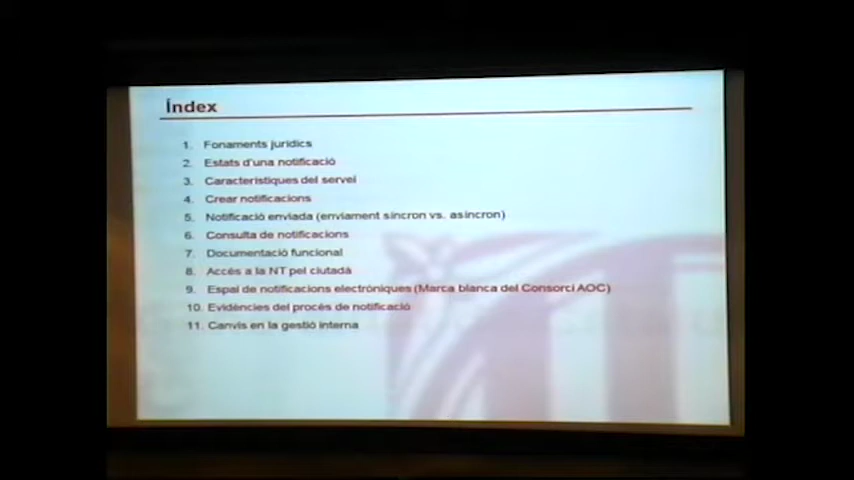 Índex
1. Fonaments jurídics
2. Estats d'una notificació
3. Característiques del servei
4. Crear notificacions
5. Notificació enviada (enviament síncron vs. asíncron)
6. Consulta de notificacions
7. Documentació funcional
8. Accés a la NT pel ciutadà
9. Espai de notificacions electròniques (Marca blanca del Consorci AOC)
10. Evidències del procés de notificació
11. Canvis en la gestió interna